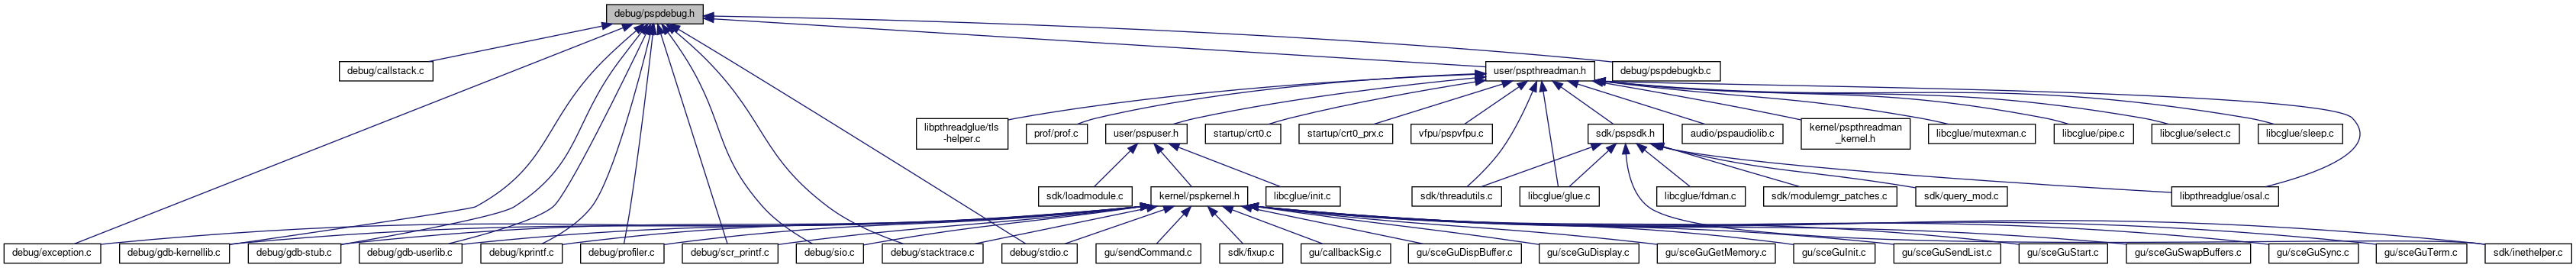 debug/pspdebug.h
debug/callstack.c
user/pspthreadman.h
debug/pspdebugkb.c
libpthreadglue/tls
-helper.c
prof/prof.c
user/pspuser.h
startup/crt0.c
startup/crt0_prx.c
vfpu/pspvfpu.c
sdk/pspsdk.h
audio/pspaudiolib.c
kernel/pspthreadman
_kernel.h
libcglue/mutexman.c
libcglue/pipe.c
libcglue/select.c
libcglue/sleep.c
sdk/loadmodule.c
kernel/pspkernel.h
libcglue/init.c
sdk/threadutils.c
libcglue/glue.c
libcglue/fdman.c
sdk/modulemgr_patches.c
sdk/query_mod.c
libpthreadglue/osal.c
debug/exception.c
debug/gdb-kernellib.c
debug/gdb-stub.c
debug/gdb-userlib.c
debug/kprintf.c
debug/profiler.c
debug/scr_printf.c
debug/sio.c
debug/stacktrace.c
debug/stdio.c
gu/sendCommand.c
sdk/fixup.c
gu/callbackSig.c
gu/sceGuDispBuffer.c
gu/sceGuDisplay.c
gu/sceGuGetMemory.c
gu/sceGuInit.c
gu/sceGuSendList.c
gu/sceGuStart.c
gu/sceGuSwapBuffers.c
gu/sceGuSync.c
gu/sceGuTerm.c
sdk/inethelper.c